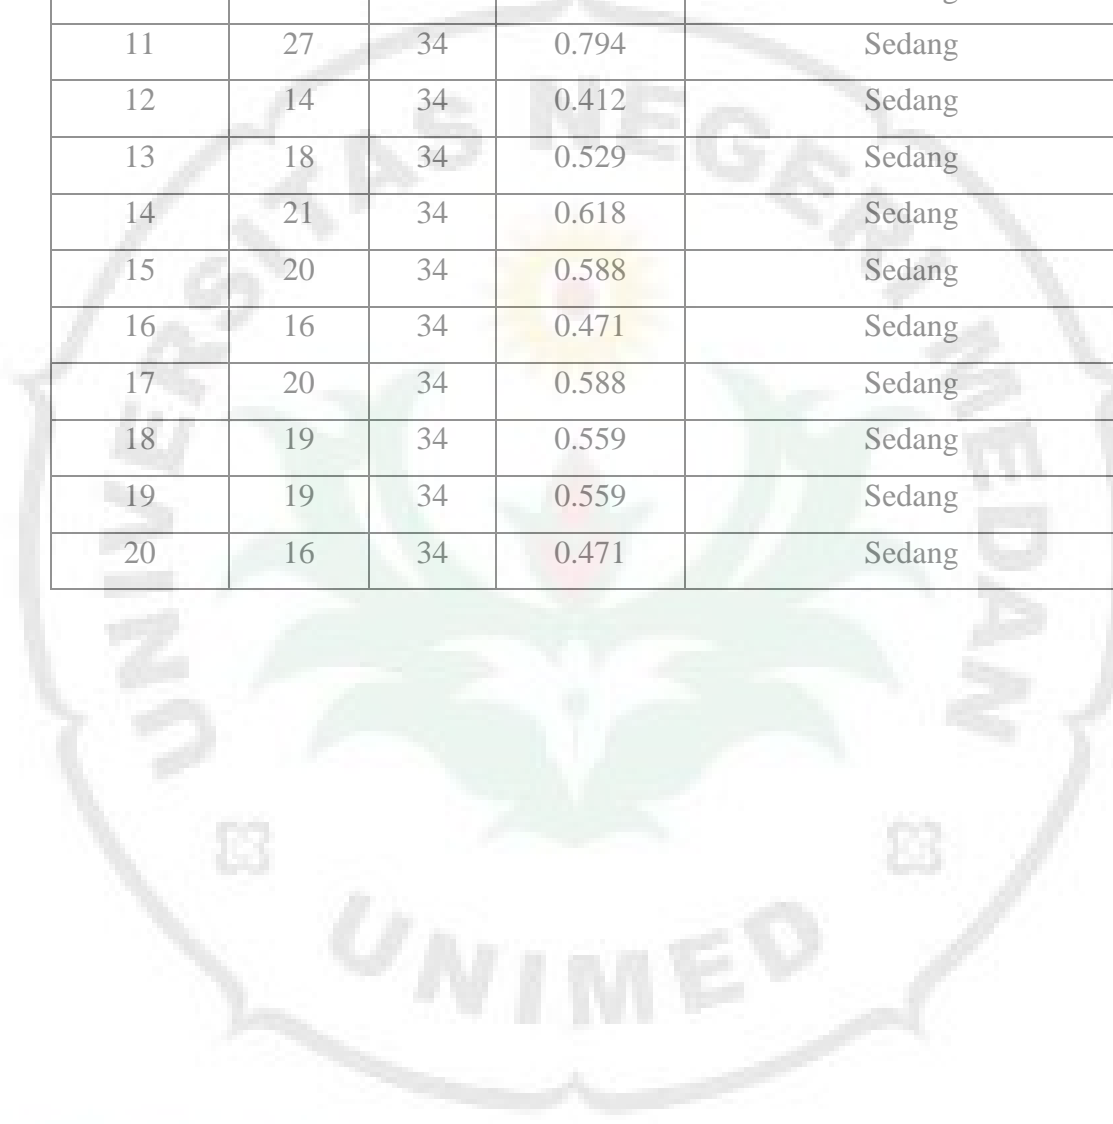 11 27 34 0.794 Sedang
12 14 34 0.412 Sedang
13 18 34 0.529 Sedang
14 21 34 0.618 Sedang
15 20 34 0.588 Sedang
16 16 34 0.471 Sedang
17 20 34 0.588 Sedang
18 19 34 0.559 Sedang
19 19 34 0.559 Sedang
20 16 34 0.471 Sedang
UNIVERSITAS NEGERI MEDAN
UNIMED